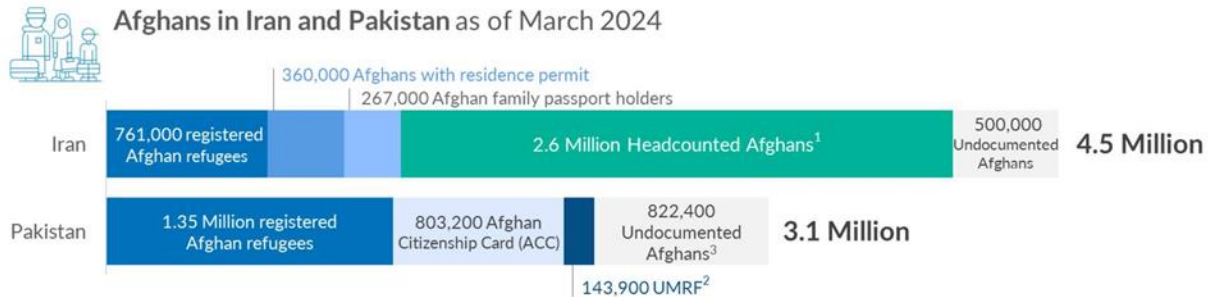 Afghans in Iran and Pakistan as of March 2024
360,000 Afghans with residence permit
267,000 Afghan family passport holders
Iran
761,000 registered
Afghan refugees
2.6 Million Headcounted Afghans¹
500,000
Undocumented
Afghans
4.5 Million
Pakistan
1.35 Million registered
Afghan refugees
803,200 Afghan
Citizenship Card (ACC)
822,400
Undocumented
Afghans³
3.1 Million
143,900 UMRF²